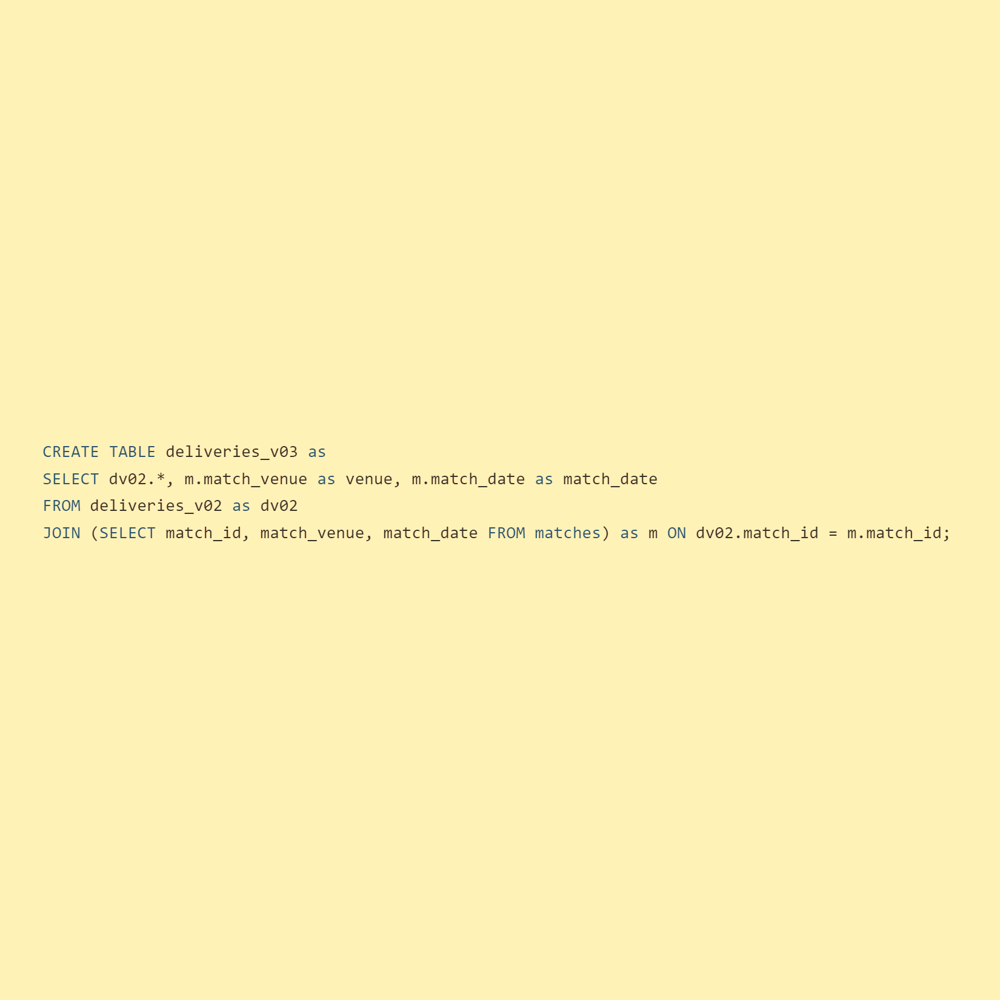 CREATE TABLE deliveries_v03 as
SELECT dv02.*, m.match_venue as venue, m.match_date as match_date
FROM deliveries_v02 as dv02
JOIN (SELECT match_id, match_venue, match_date FROM matches) as m ON dv02.match_id = m.match_id;